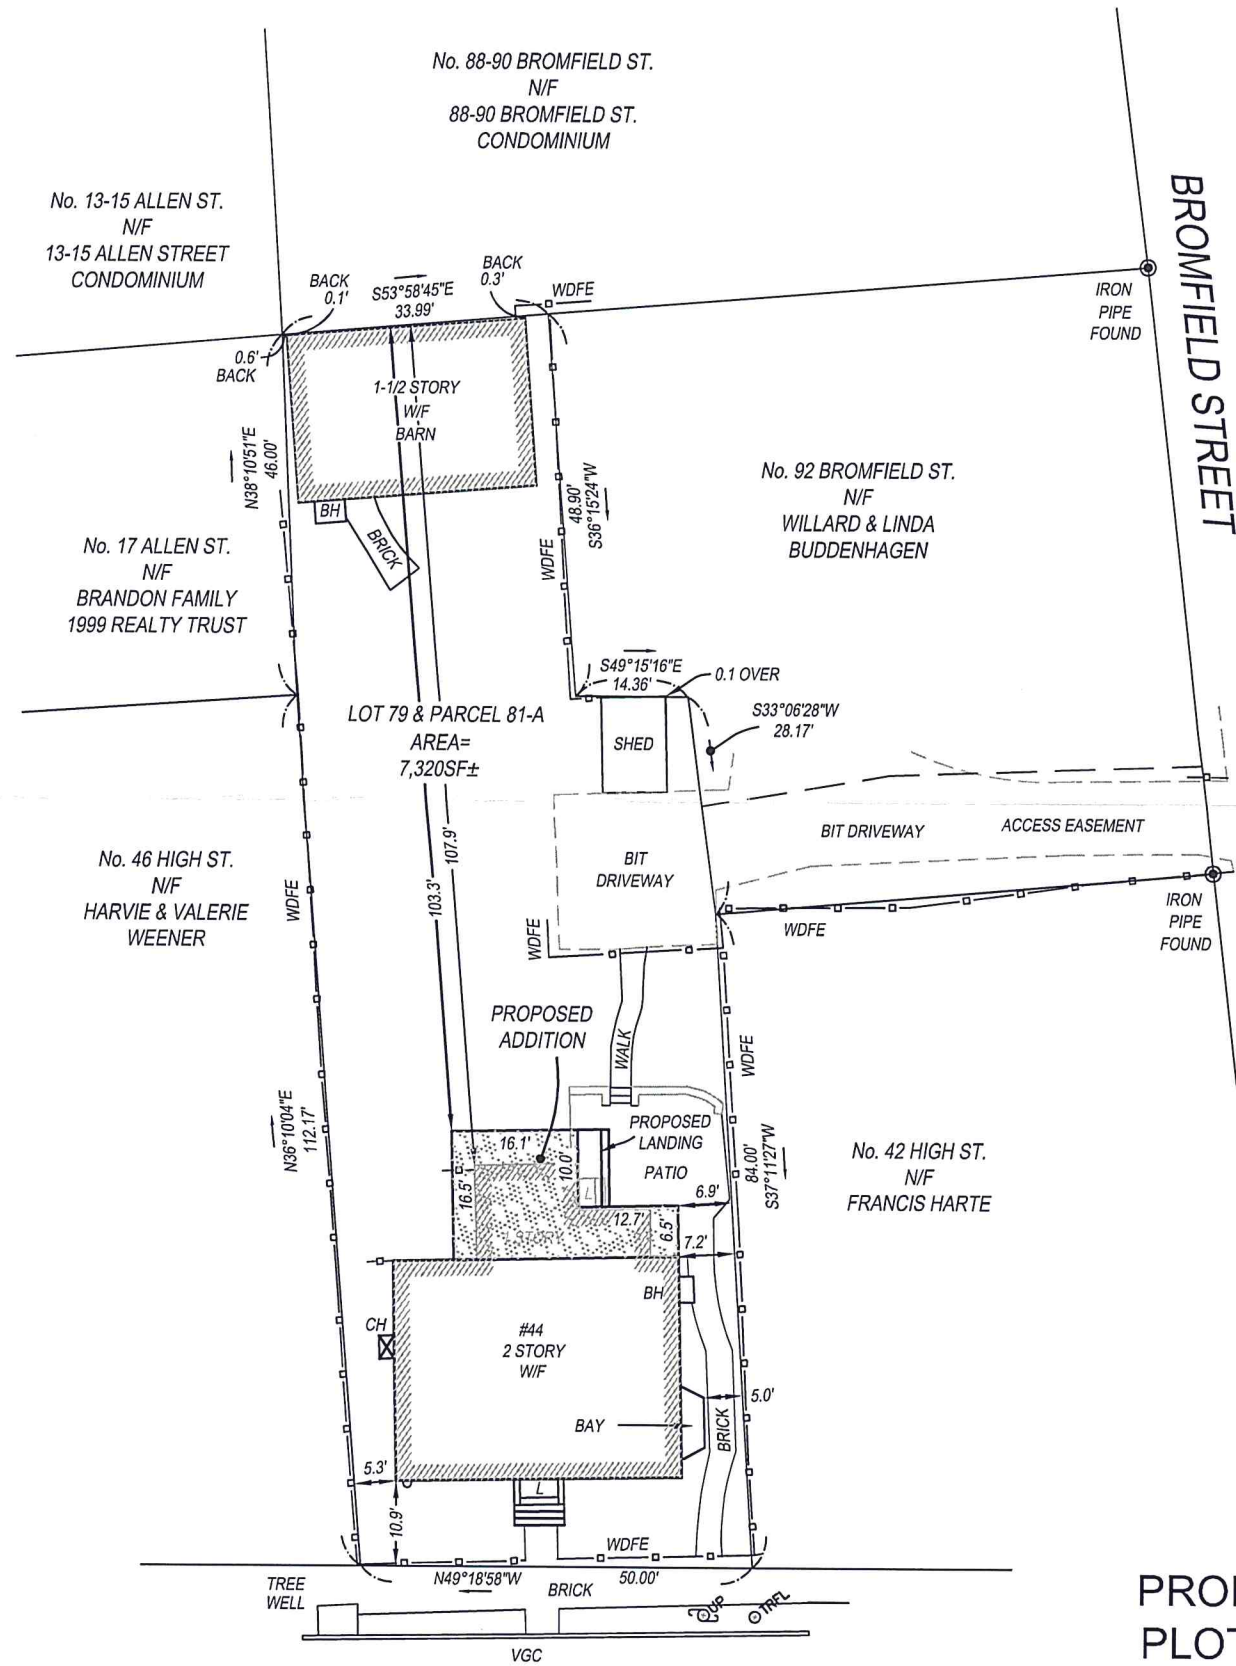 No. 88-90 BROMFIELD ST.
N/F
88-90 BROMFIELD ST.
CONDOMINIUM
No. 13-15 ALLEN ST.
N/F
13-15 ALLEN STREET
CONDOMINIUM
BROMFIELD STREET
BACK
0.1'
S53°58'45"E
33.99'
BACK
0.3'
WDFE
IRON
PIPE
FOUND
0.6'
BACK
1-1/2 STORY
W/F
BARN
N38°10'51"E
46.00'
BH
BRICK
48.90'
S36°15'24"W
WDFE
No. 92 BROMFIELD ST.
N/F
WILLARD & LINDA
BUDDENHAGEN
No. 17 ALLEN ST.
N/F
BRANDON FAMILY
1999 REALTY TRUST
S49°15'16"E
14.36'
0.1 OVER
S33°06'28"W
28.17'
LOT 79 & PARCEL 81-A
AREA=
7,320SF±
SHED
107.9'
103.3'
BIT
DRIVEWAY
BIT DRIVEWAY
ACCESS EASEMENT
No. 46 HIGH ST.
N/F
HARVIE & VALERIE
WEENER
WDFE
WDFE
WDFE
IRON
PIPE
FOUND
PROPOSED
ADDITION
WALK
WDFE
N36°10'04"E
112.17'
PROPOSED
LANDING
PATIO
16.1'
10.0'
16.5'
L
12.7'
6.5'
6.9'
7.2'
84.00'
S37°11'27"W
No. 42 HIGH ST.
N/F
FRANCIS HARTE
STORY
BH
CH
#44
2 STORY
W/F
BAY
BRICK
5.0'
5.3'
10.9'
L
WDFE
N49°18'58"W
50.00'
TREE
WELL
BRICK
UP
TRFL
VGC
PROI
PLOT